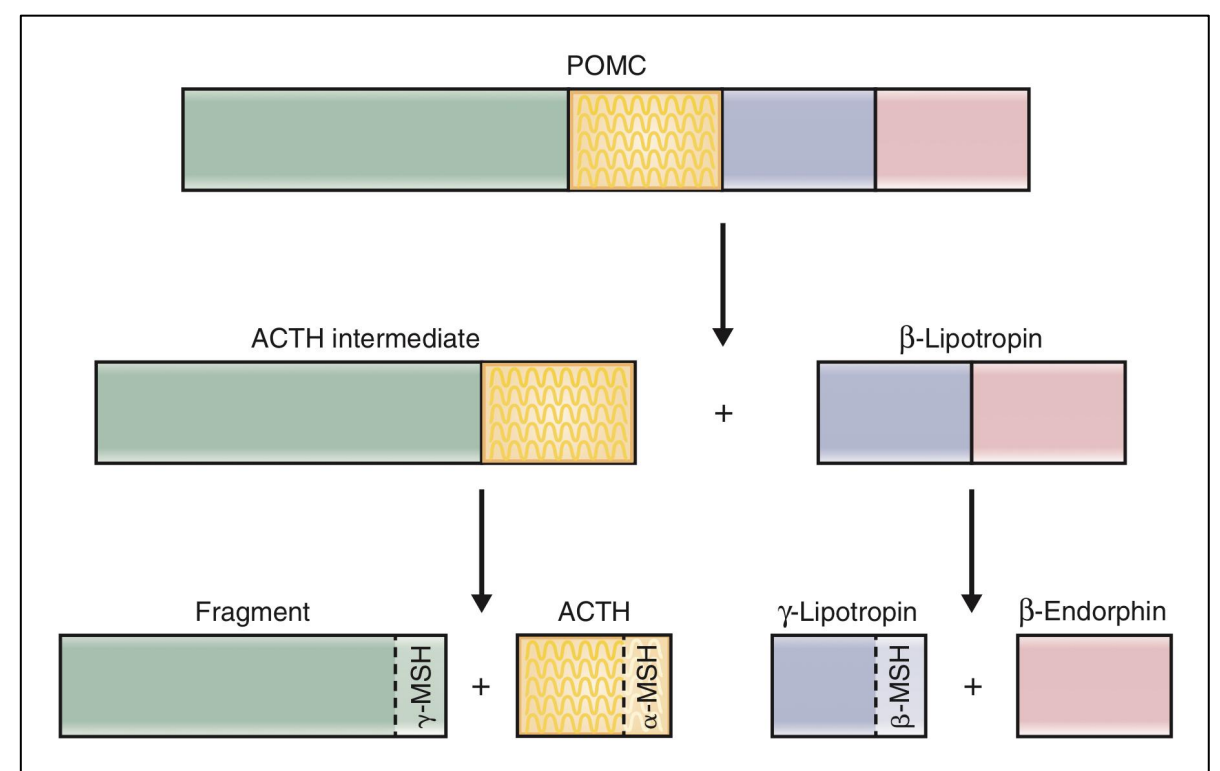 POMC
ACTH intermediate
+
β-Lipotropin
Fragment
γ-MSH
+
ACTH
α-MSH
γ-Lipotropin
β-MSH
+
β-Endorphin